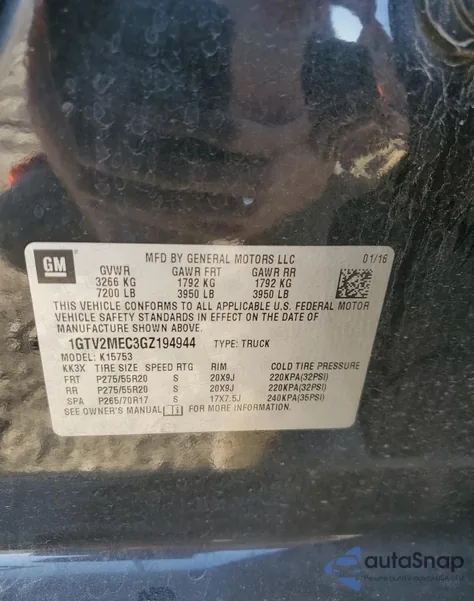 GM
MFD BY GENERAL MOTORS LLC 01/16
GVWR GAWR FRT GAWR RR
3266 KG 1792 KG 1792 KG
7200 LB 3950 LB 3950 LB
THIS VEHICLE CONFORMS TO ALL APPLICABLE U.S. FEDERAL MOTOR
VEHICLE SAFETY STANDARDS IN EFFECT ON THE DATE OF
MANUFACTURE SHOWN ABOVE.
1GTV2MEC3GZ194944 TYPE: TRUCK
MODEL: K15753
KK3X TIRE SIZE SPEED RTG RIM COLD TIRE PRESSURE
FRT P275/55R20 S 20X9J 220KPA(32PSI)
RR P275/55R20 S 20X9J 220KPA(32PSI)
SPA P265/70R17 S 17X7.5J 240KPA(35PSI)
SEE OWNER'S MANUAL i FOR MORE INFORMATION.
autoSnap